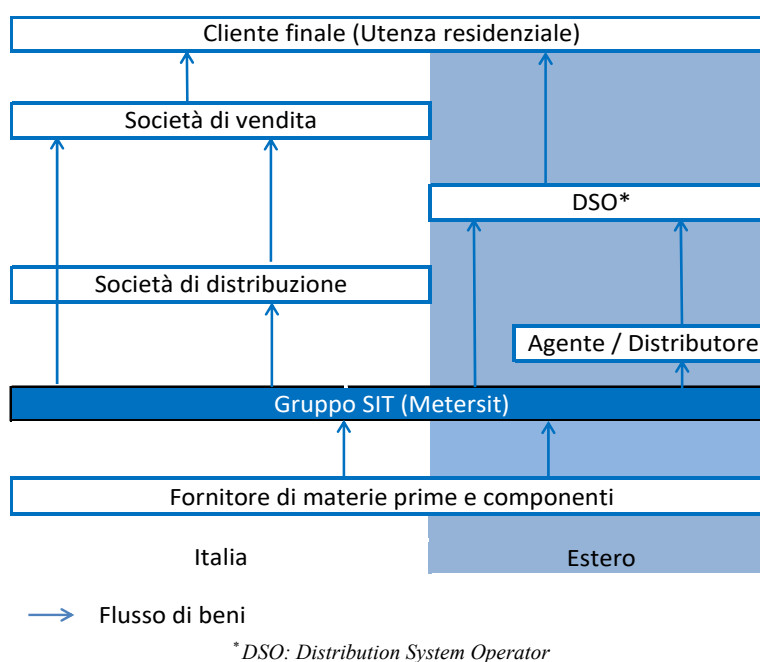 Cliente finale (Utenza residenziale)
Società di vendita
DSO*
Società di distribuzione
Agente / Distributore
Gruppo SIT (Metersit)
Fornitore di materie prime e componenti
Italia
Estero
Flusso di beni
* DSO: Distribution System Operator